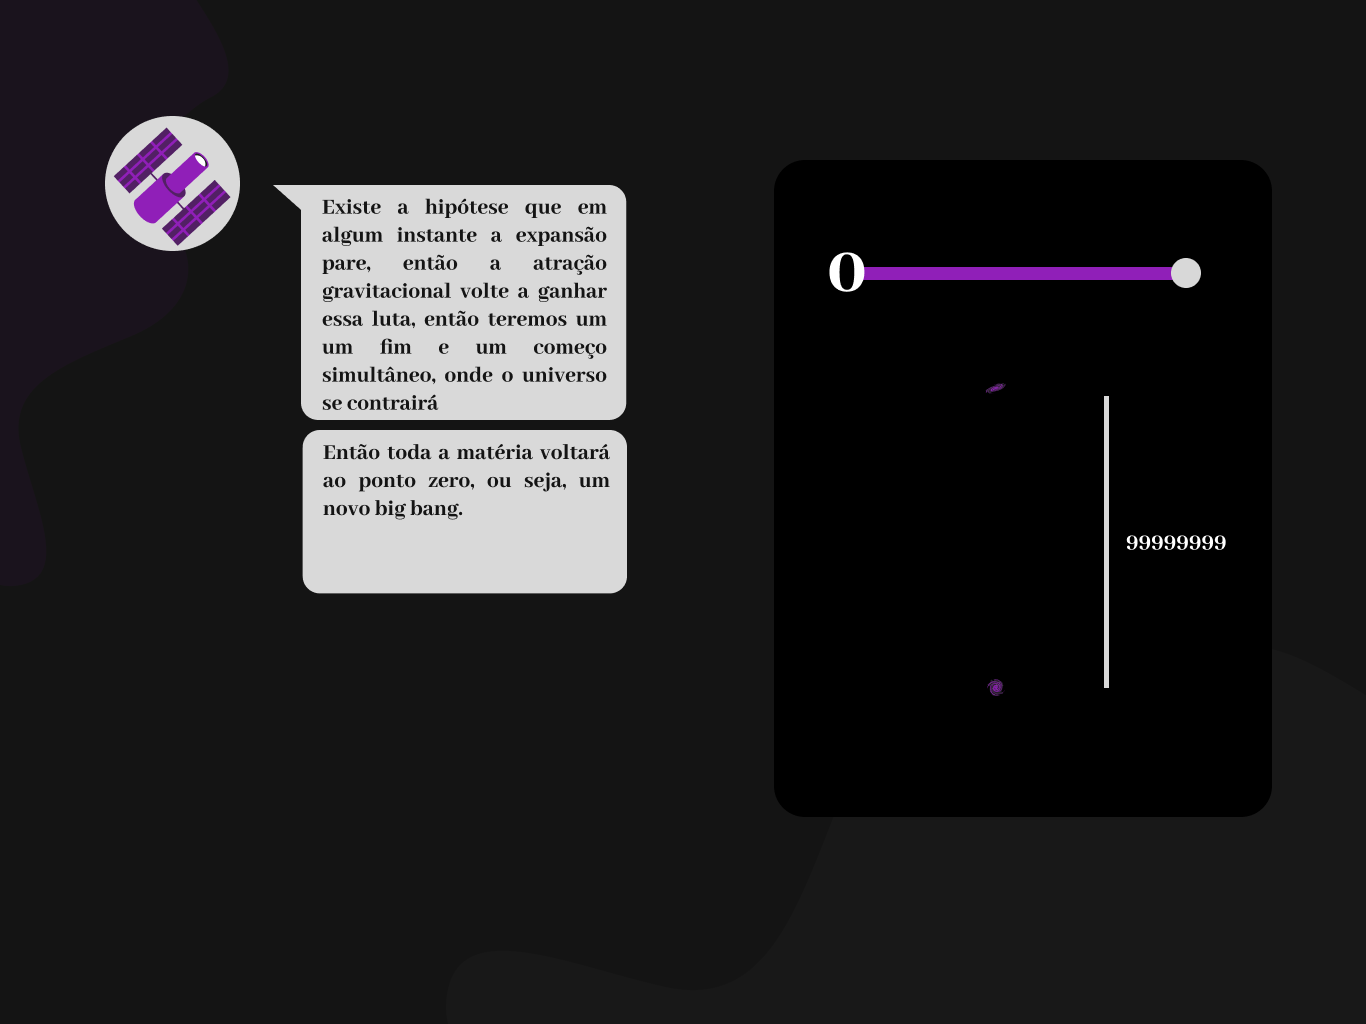 Existe a hipótese que em
algum instante a expansão
pare, então a atração
gravitacional volte a ganhar
essa luta, então teremos um
um fim e um começo
simultâneo, onde o universo
se contrairá
Então toda a matéria voltará
ao ponto zero, ou seja, um
novo big bang.
0
99999999